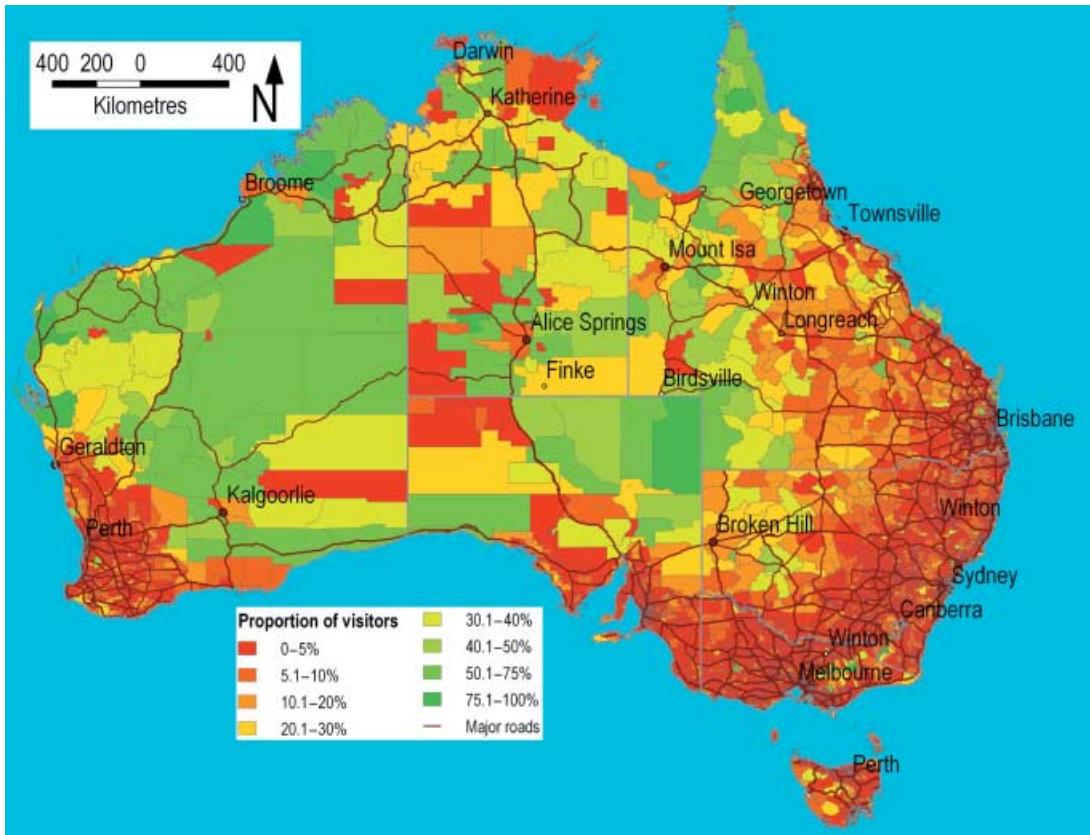 400 200 0 400
Kilometres
N
Darwin
Katherine
Broome
Georgetown
Townsville
Mount Isa
Winton
Longreach
Alice Springs
Finke
Birdsville
Brisbane
Geraldton
Kalgoorlie
Perth
Broken Hill
Winton
Sydney
Canberra
Winton
Melbourne
Perth
Proportion of visitors
0–5%
5.1–10%
10.1–20%
20.1–30%
30.1–40%
40.1–50%
50.1–75%
75.1–100%
Major roads